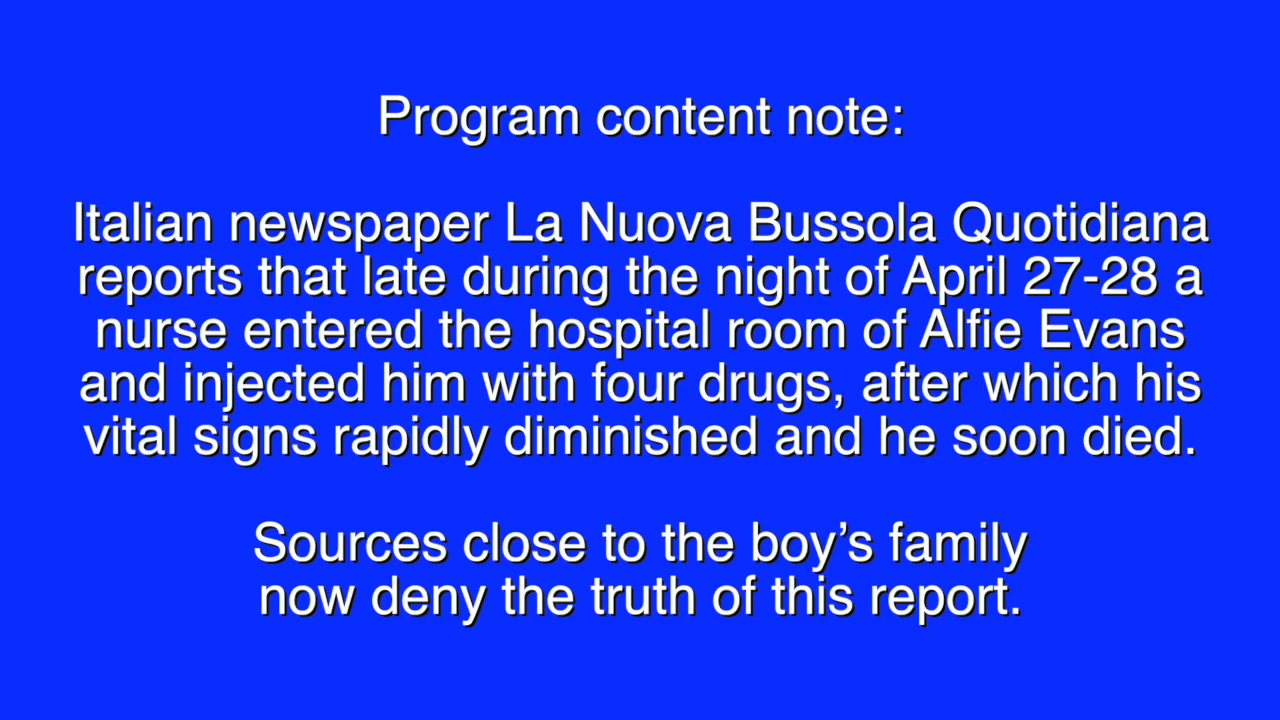 Program content note:
Italian newspaper La Nuova Bussola Quotidiana
reports that late during the night of April 27-28 a
nurse entered the hospital room of Alfie Evans
and injected him with four drugs, after which his
vital signs rapidly diminished and he soon died.
Sources close to the boy’s family
now deny the truth of this report.